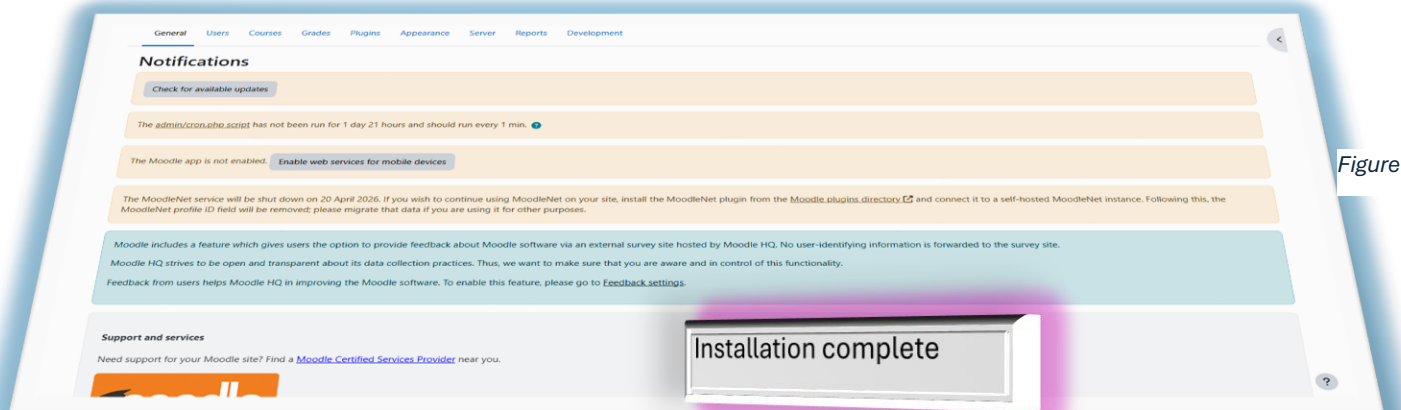 General Users Courses Grades Plugins Appearance Server Reports Development
Notifications
Check for available updates
The admin/cron.php script has not been run for 1 day 21 hours and should run every 1 min. ?
The Moodle app is not enabled. Enable web services for mobile devices
Figure
The MoodleNet service will be shut down on 20 April 2026. If you wish to continue using MoodleNet on your site, install the MoodleNet plugin from the Moodle plugins directory and connect it to a self-hosted MoodleNet instance. Following this, the
MoodleNet profile ID field will be removed; please migrate that data if you are using it for other purposes.
Moodle includes a feature which gives users the option to provide feedback about Moodle software via an external survey site hosted by Moodle HQ. No user-identifying information is forwarded to the survey site.
Moodle HQ strives to be open and transparent about its data collection practices. Thus, we want to make sure that you are aware and in control of this functionality.
Feedback from users helps Moodle HQ in improving the Moodle software. To enable this feature, please go to Feedback settings.
Support and services
Need support for your Moodle site? Find a Moodle Certified Services Provider near you.
Installation complete
?